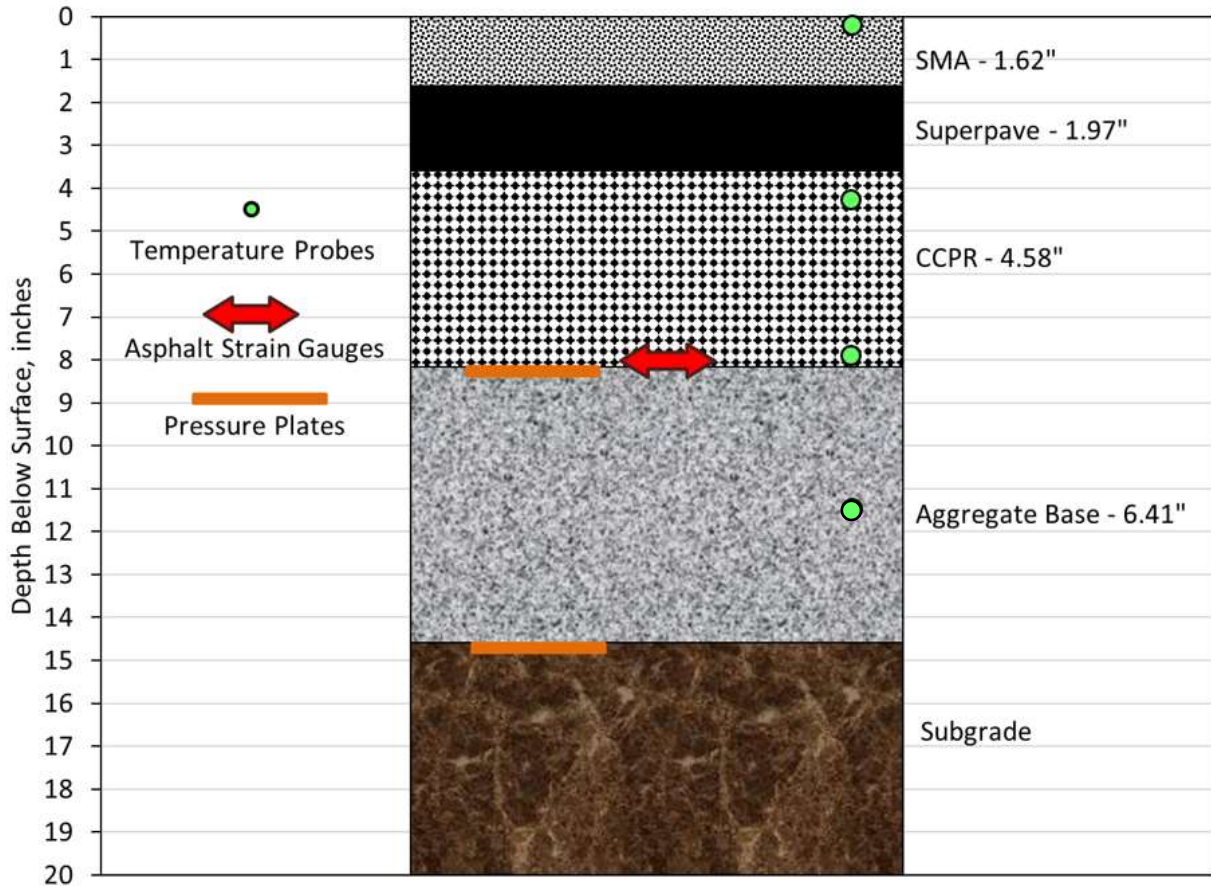 Depth Below Surface, inches
0
1
2
3
4
5
6
7
8
9
10
11
12
13
14
15
16
17
18
19
20
Temperature Probes
Asphalt Strain Gauges
Pressure Plates
SMA - 1.62"
Superpave - 1.97"
CCPR - 4.58"
Aggregate Base - 6.41"
Subgrade